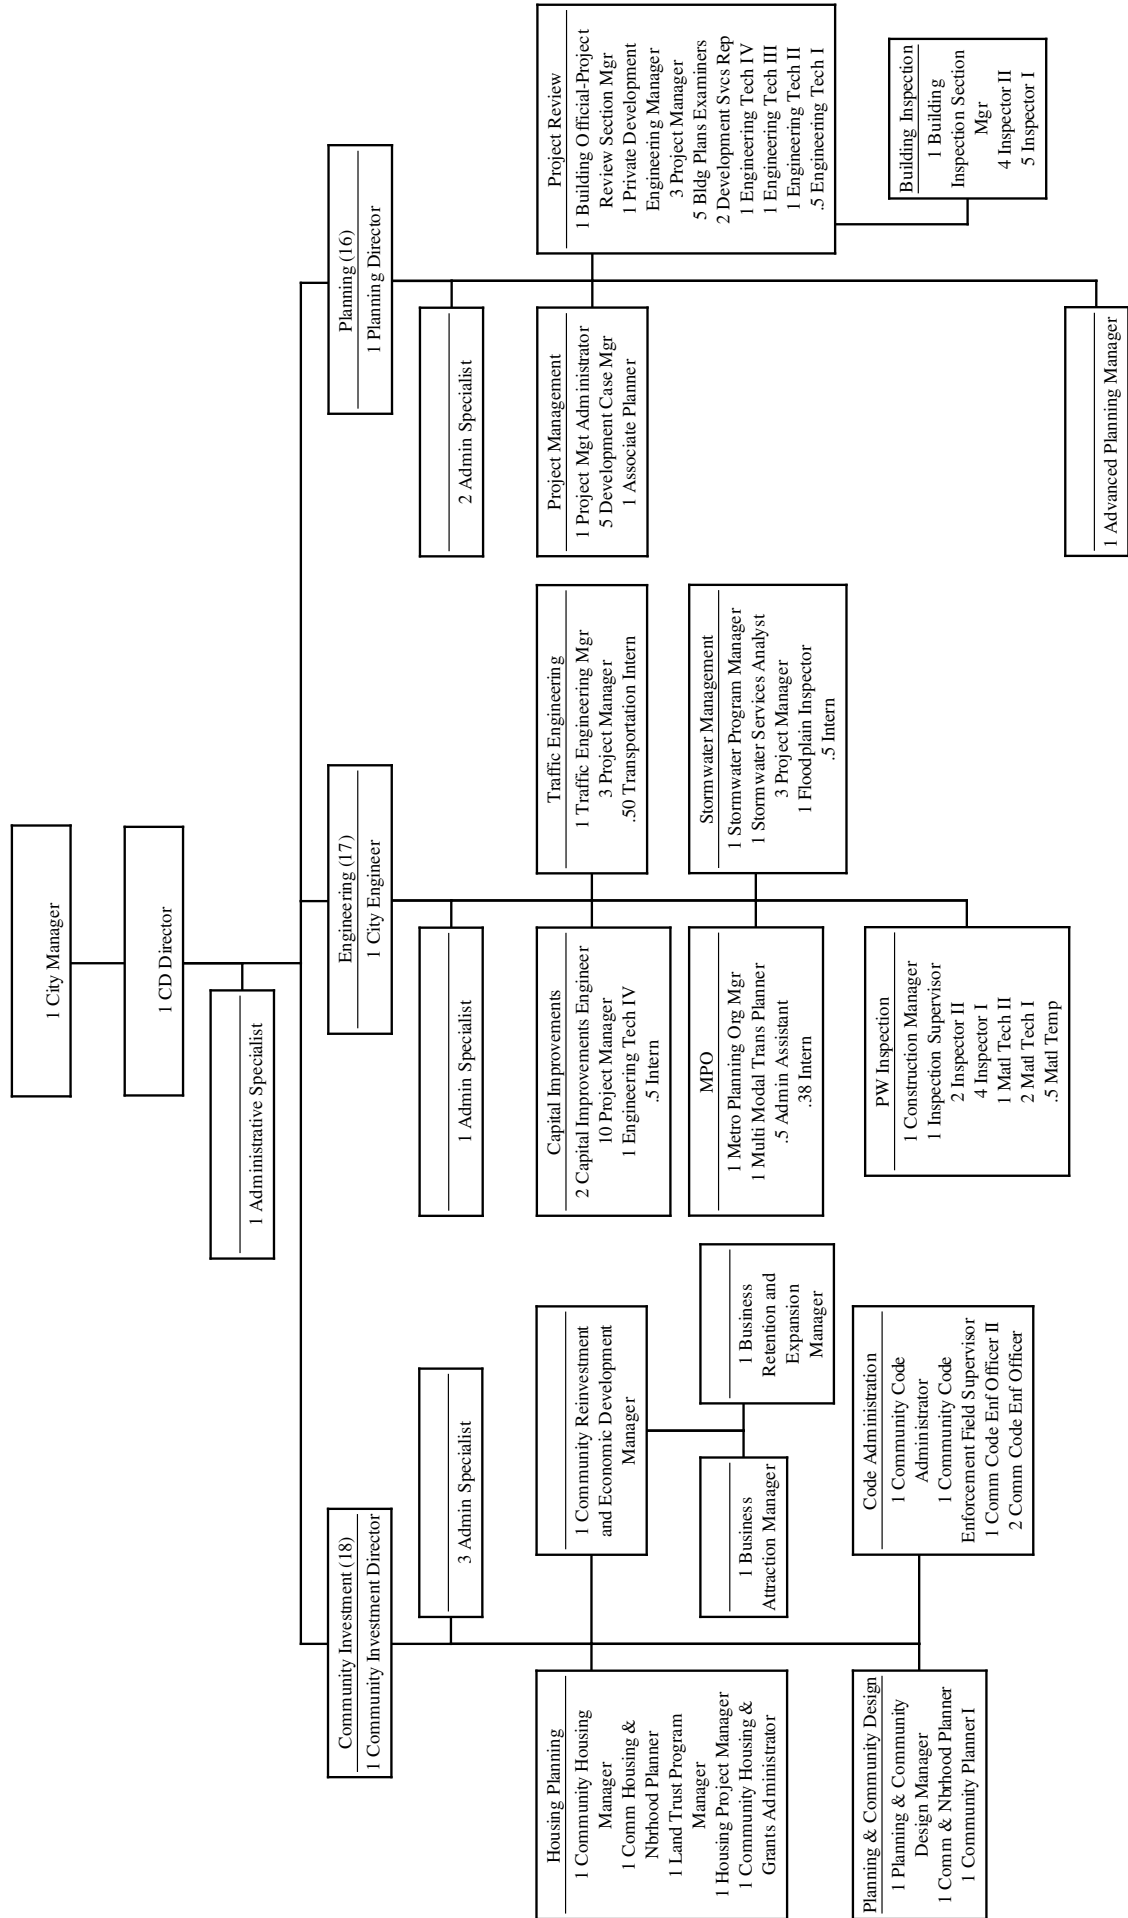 1 City Manager
1 CD Director
1 Administrative Specialist
Community Investment (18)
1 Community Investment Director
3 Admin Specialist
Housing Planning
1 Community Housing
Manager
1 Comm Housing &
Nbrhood Planner
1 Land Trust Program
Manager
1 Housing Project Manager
1 Community Housing &
Grants Administrator
1 Community Reinvestment
and Economic Development
Manager
1 Business
Attraction Manager
1 Business
Retention and
Expansion
Manager
Planning & Community Design
1 Planning & Community
Design Manager
1 Comm & Nbrhood Planner
1 Community Planner I
Code Administration
1 Community Code
Administrator
1 Community Code
Enforcement Field Supervisor
1 Comm Code Enf Officer II
2 Comm Code Enf Officer
Engineering (17)
1 City Engineer
1 Admin Specialist
Capital Improvements
2 Capital Improvements Engineer
10 Project Manager
1 Engineering Tech IV
.5 Intern
Traffic Engineering
1 Traffic Engineering Mgr
3 Project Manager
.50 Transportation Intern
MPO
1 Metro Planning Org Mgr
1 Multi Modal Trans Planner
.5 Admin Assistant
.38 Intern
Stormwater Management
1 Stormwater Program Manager
1 Stormwater Services Analyst
3 Project Manager
1 Floodplain Inspector
.5 Intern
PW Inspection
1 Construction Manager
1 Inspection Supervisor
2 Inspector II
4 Inspector I
1 Matl Tech II
2 Matl Tech I
.5 Matl Temp
Planning (16)
1 Planning Director
2 Admin Specialist
Project Management
1 Project Mgt Administrator
5 Development Case Mgr
1 Associate Planner
Project Review
1 Building Official-Project
Review Section Mgr
1 Private Development
Engineering Manager
3 Project Manager
5 Bldg Plans Examiners
2 Development Svcs Rep
1 Engineering Tech IV
1 Engineering Tech III
1 Engineering Tech II
.5 Engineering Tech I
Building Inspection
1 Building
Inspection Section
Mgr
4 Inspector II
5 Inspector I
1 Advanced Planning Manager